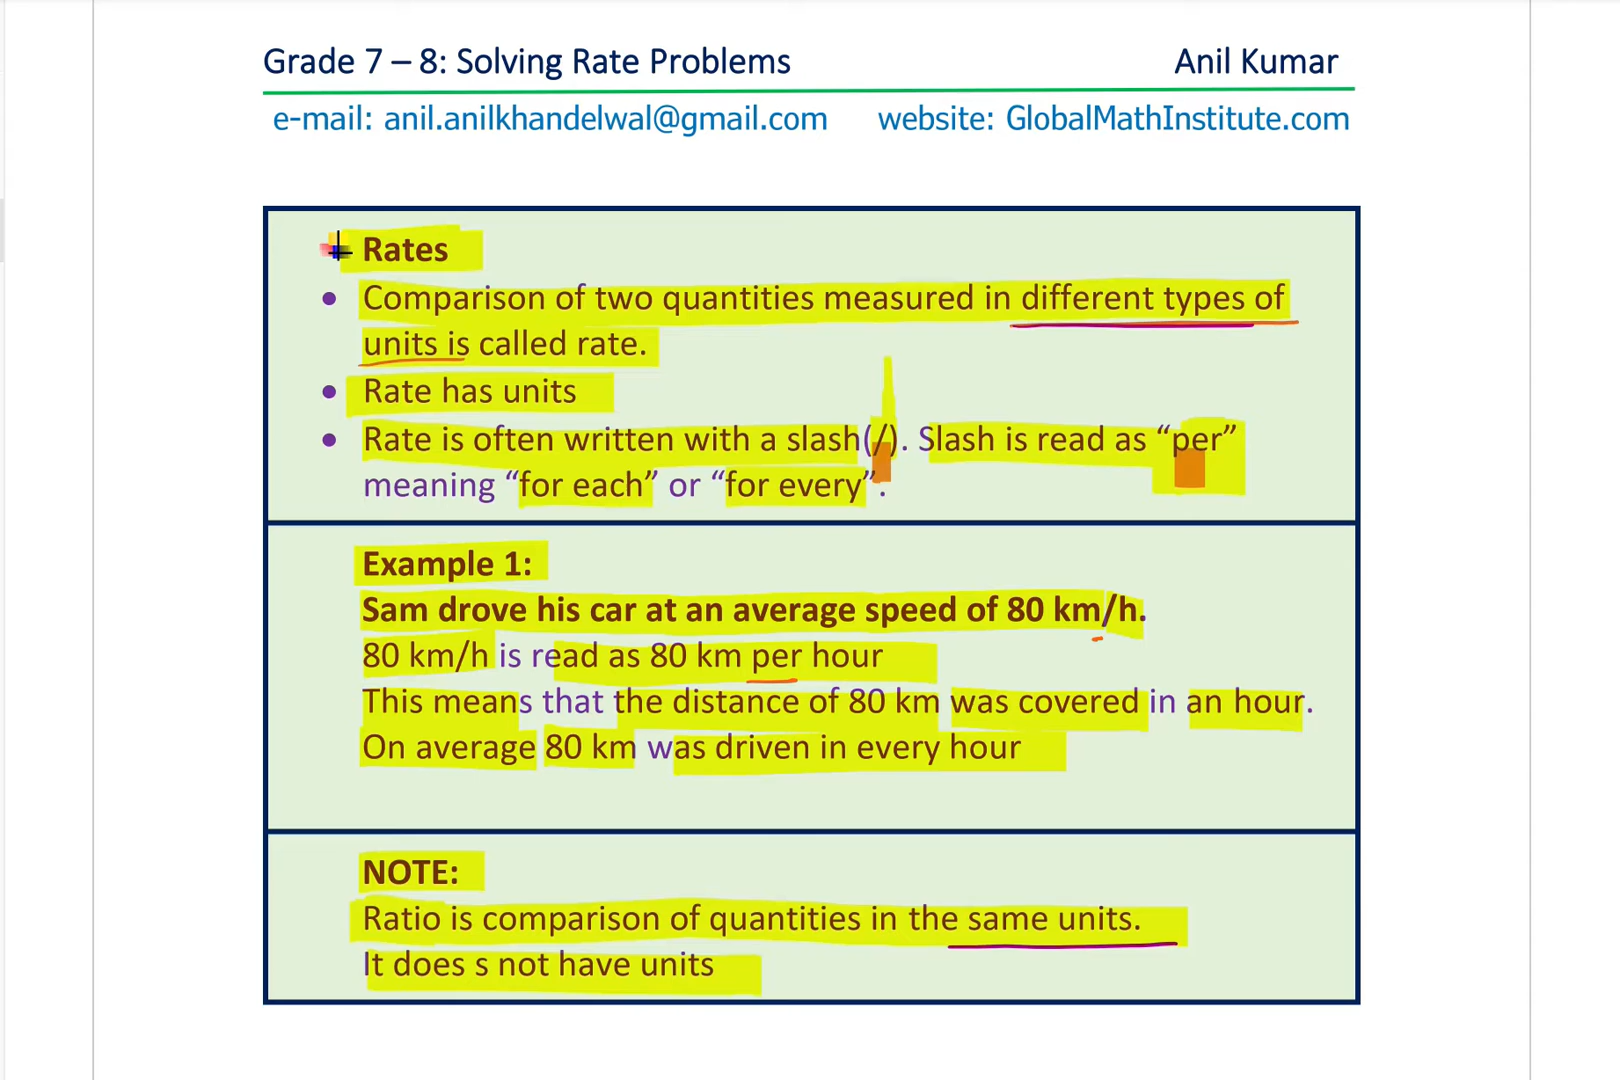 Grade 7 – 8: Solving Rate Problems Anil Kumar
e-mail: anil.anilkhandelwal@gmail.com website: GlobalMathInstitute.com
Rates
• Comparison of two quantities measured in different types of
units is called rate.
• Rate has units
• Rate is often written with a slash(/). Slash is read as “per”
meaning “for each” or “for every”.
Example 1:
Sam drove his car at an average speed of 80 km/h.
80 km/h is read as 80 km per hour
This means that the distance of 80 km was covered in an hour.
On average 80 km was driven in every hour
NOTE:
Ratio is comparison of quantities in the same units.
It does s not have units